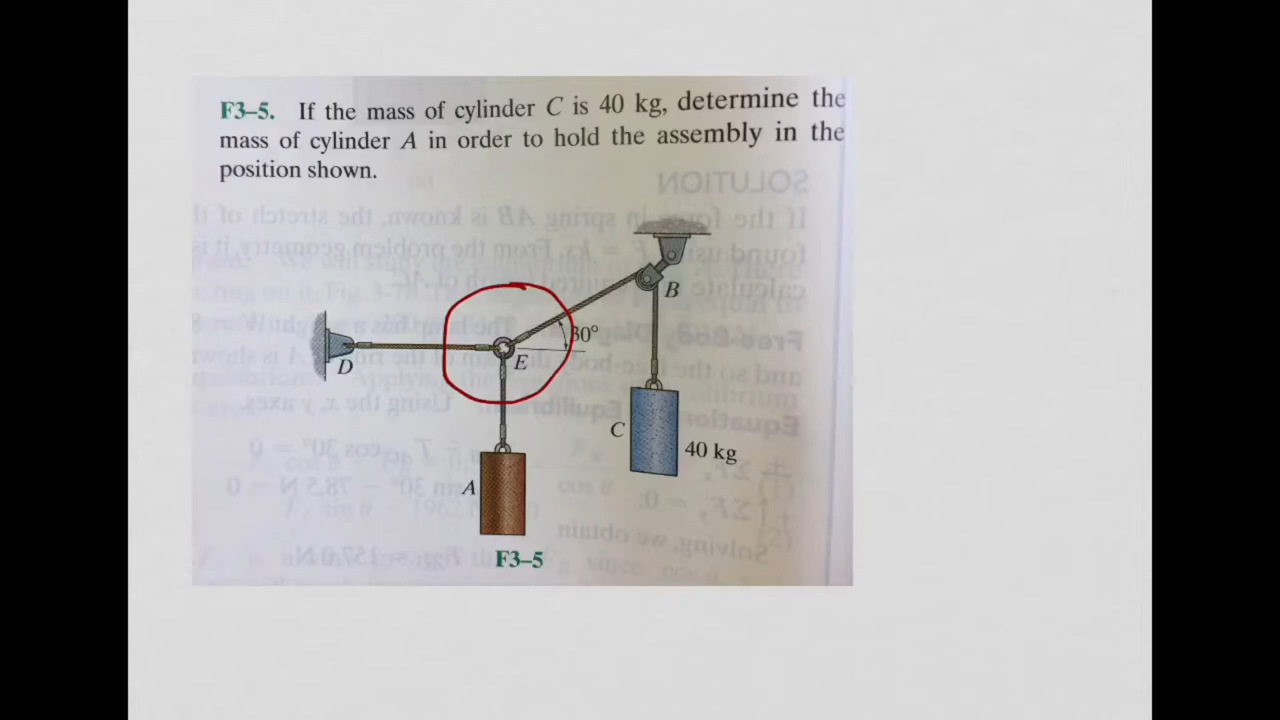 F3–5. If the mass of cylinder C is 40 kg, determine the
mass of cylinder A in order to hold the assembly in the
position shown.
B
30°
D
E
C
40 kg
A
F3–5